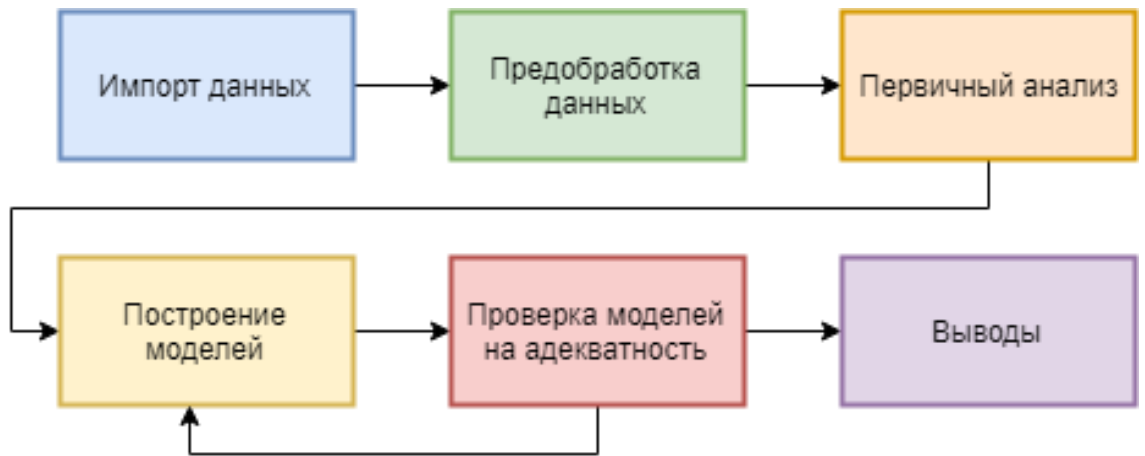 Импорт данных
Предобработка
данных
Первичный анализ
Построение
моделей
Проверка моделей
на адекватность
Выводы